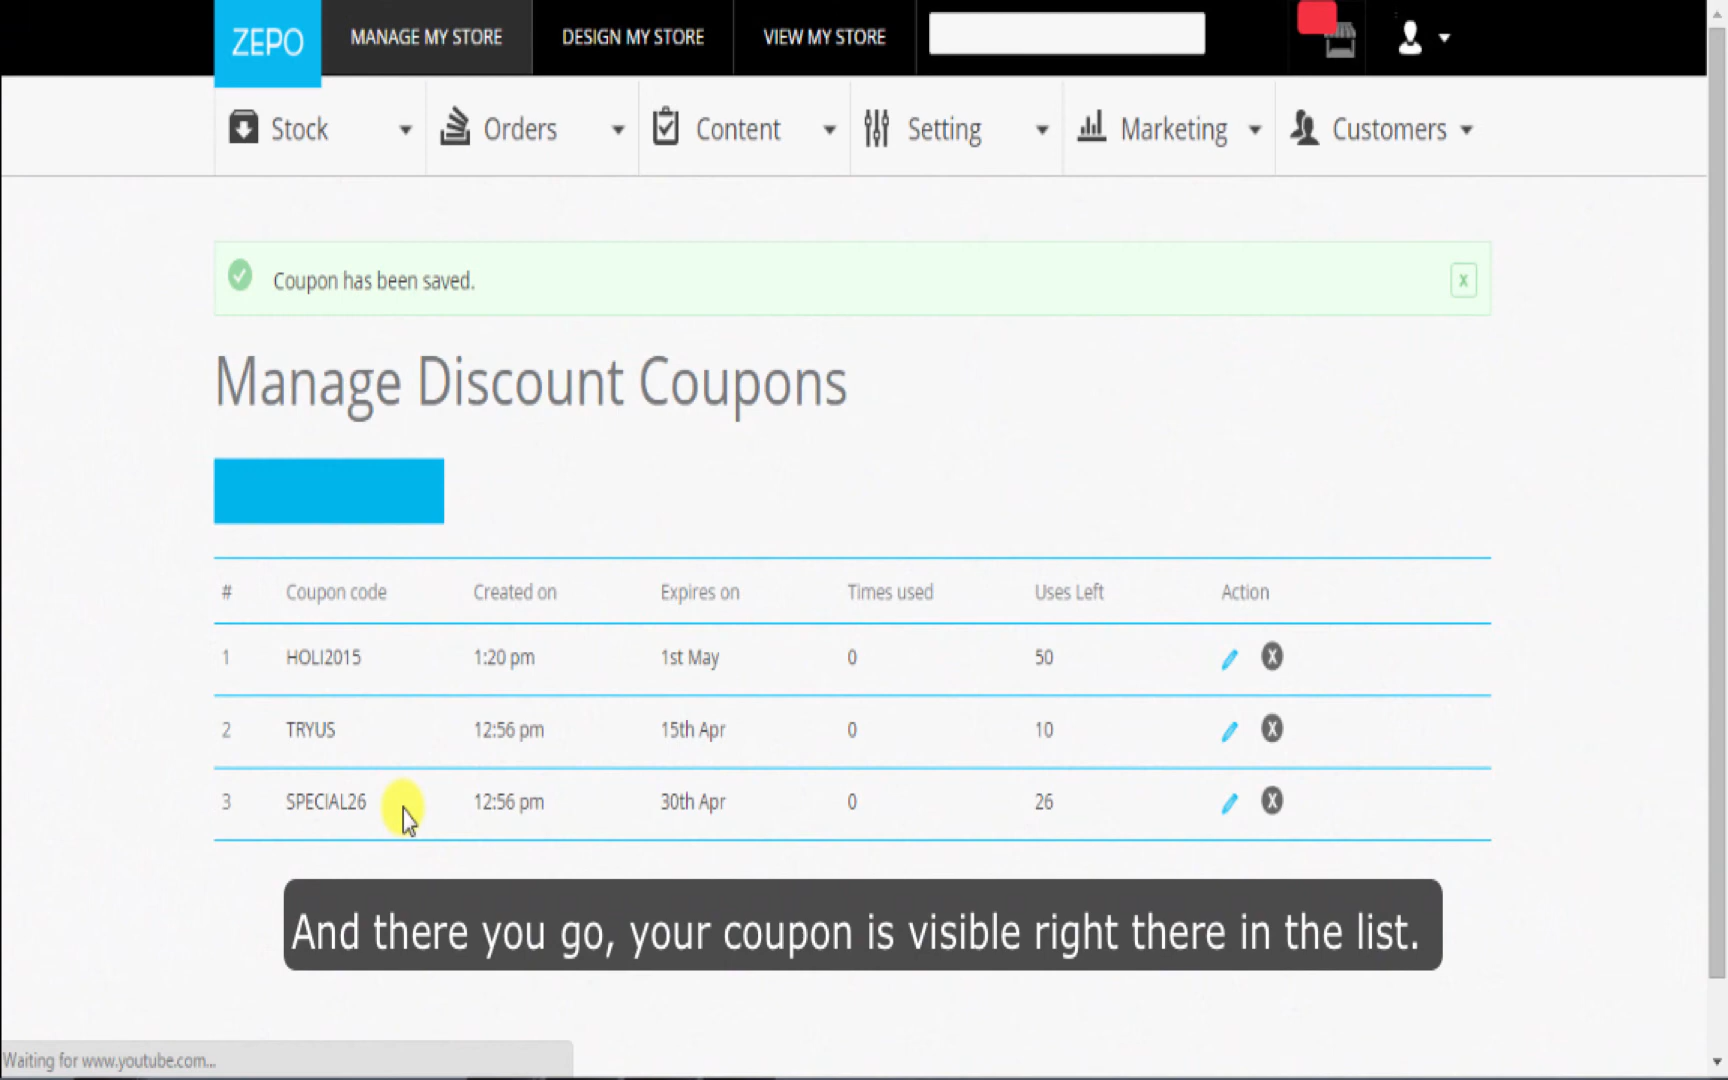 ZEPO MANAGE MY STORE DESIGN MY STORE VIEW MY STORE
Stock Orders Content Setting Marketing Customers
Coupon has been saved. x
Manage Discount Coupons
# Coupon code Created on Expires on Times used Uses Left Action
1 HOLI2015 1:20 pm 1st May 0 50 X
2 TRYUS 12:56 pm 15th Apr 0 10 X
3 SPECIAL26 12:56 pm 30th Apr 0 26 X
And there you go, your coupon is visible right there in the list.
Waiting for www.youtube.com...